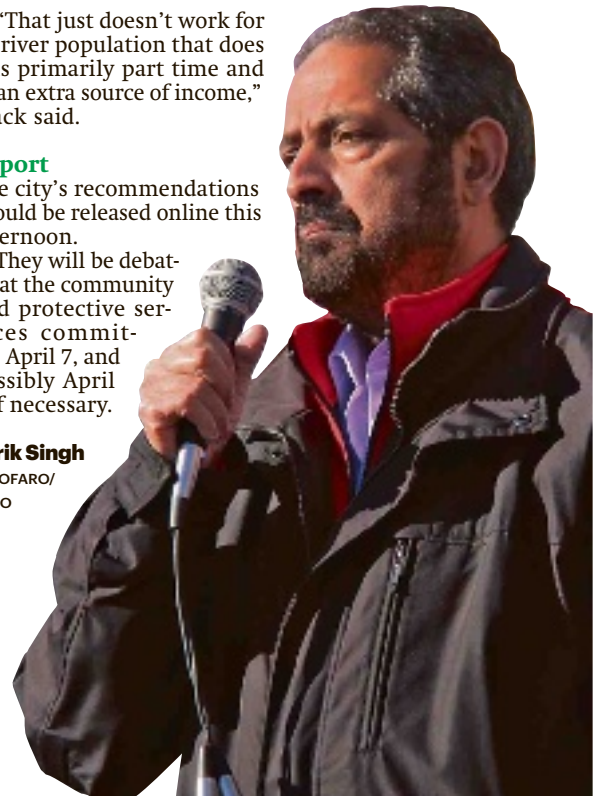 “That just doesn’t work for
river population that does
s primarily part time and
an extra source of income,”
ck said.
port
e city’s recommendations
ould be released online this
ernoon.
They will be debat-
at the community
d protective ser-
ces commit-
April 7, and
ssibly April
f necessary.
rik Singh
OFARO/
O